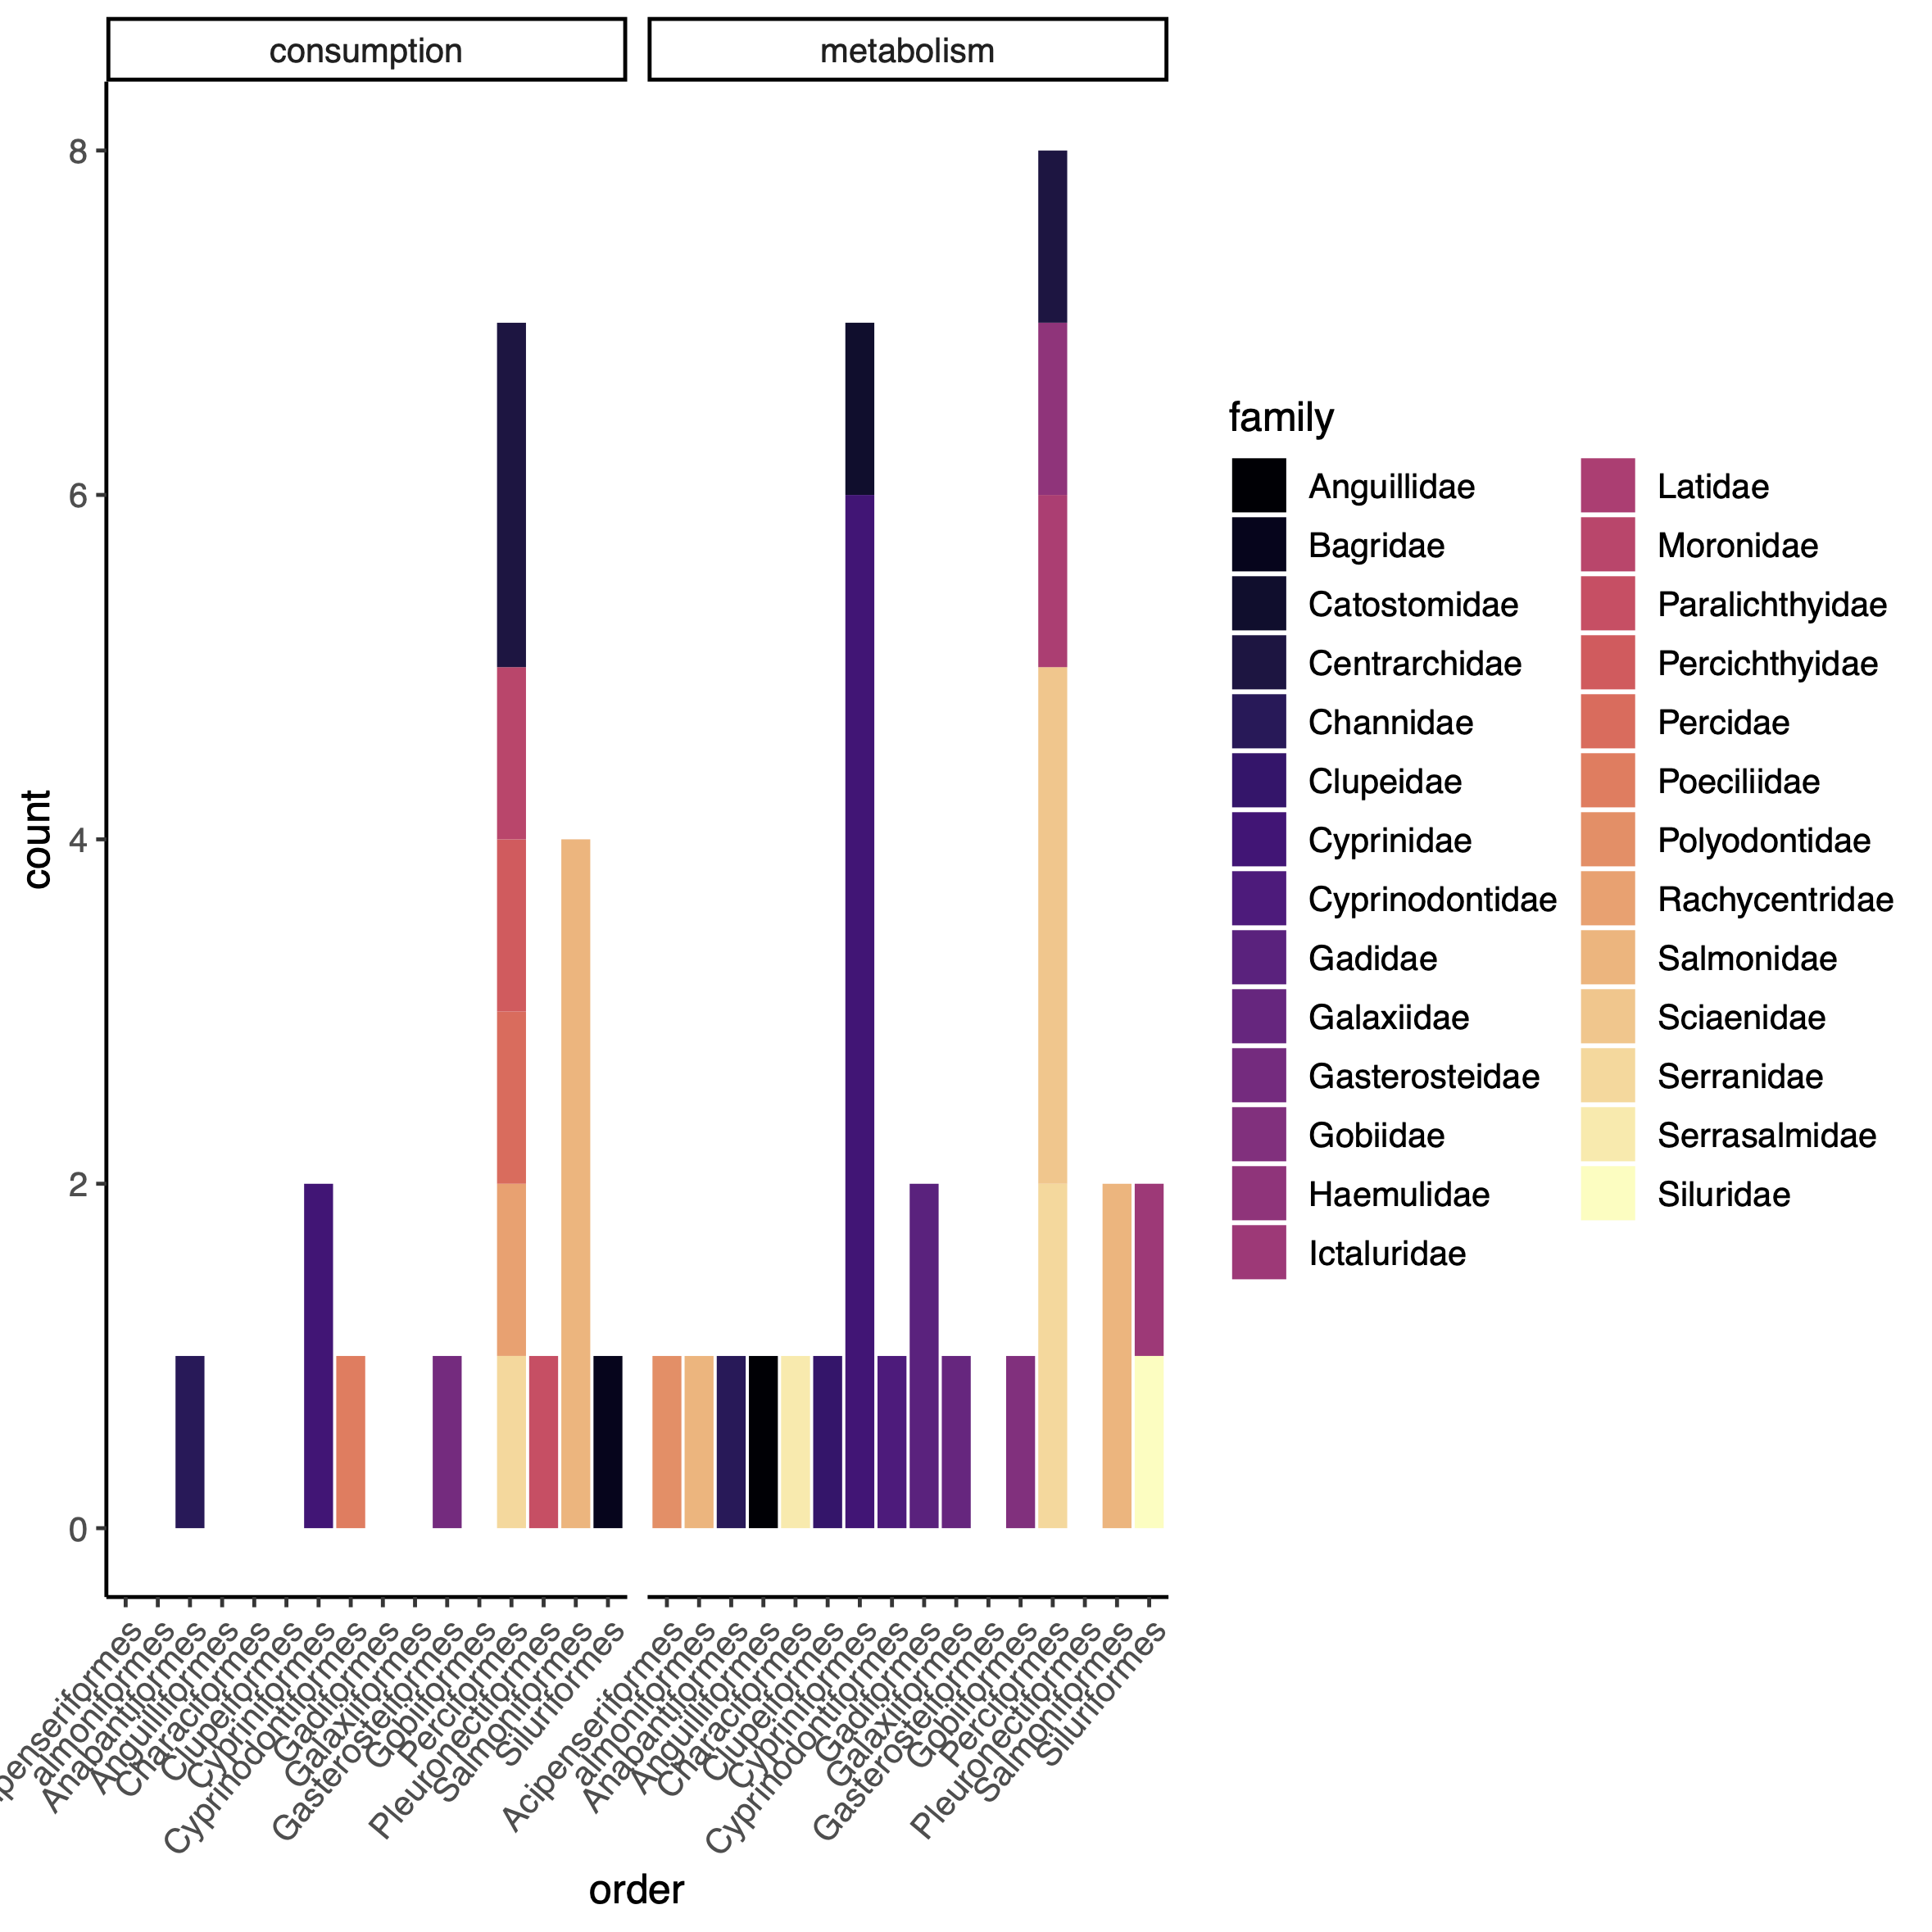 consumption
metabolism
8
6
4
2
0
count
penseriformes
almoniformes
Anabantiformes
Anguilliformes
Characiformes
Clupeiformes
Cypriniformes
Cyprinodontiformes
Gadiformes
Galaxiiformes
Gasterosteiformes
Gobiiformes
Perciformes
Pleuronectiformes
Salmoniformes
Siluriformes
Acipenseriformes
almoniformes
Anabantiformes
Anguilliformes
Characiformes
Clupeiformes
Cypriniformes
Cyprinodontiformes
Gadiformes
Galaxiiformes
Gasterosteiformes
Gobiiformes
Perciformes
Pleuronectiformes
Salmoniformes
Siluriformes
order
family
Anguillidae
Bagridae
Catostomidae
Centrarchidae
Channidae
Clupeidae
Cyprinidae
Cyprinodontidae
Gadidae
Galaxiidae
Gasterosteidae
Gobiidae
Haemulidae
Ictaluridae
Latidae
Moronidae
Paralichthyidae
Percichthyidae
Percidae
Poeciliidae
Polyodontidae
Rachycentridae
Salmonidae
Sciaenidae
Serranidae
Serrasalmidae
Siluridae